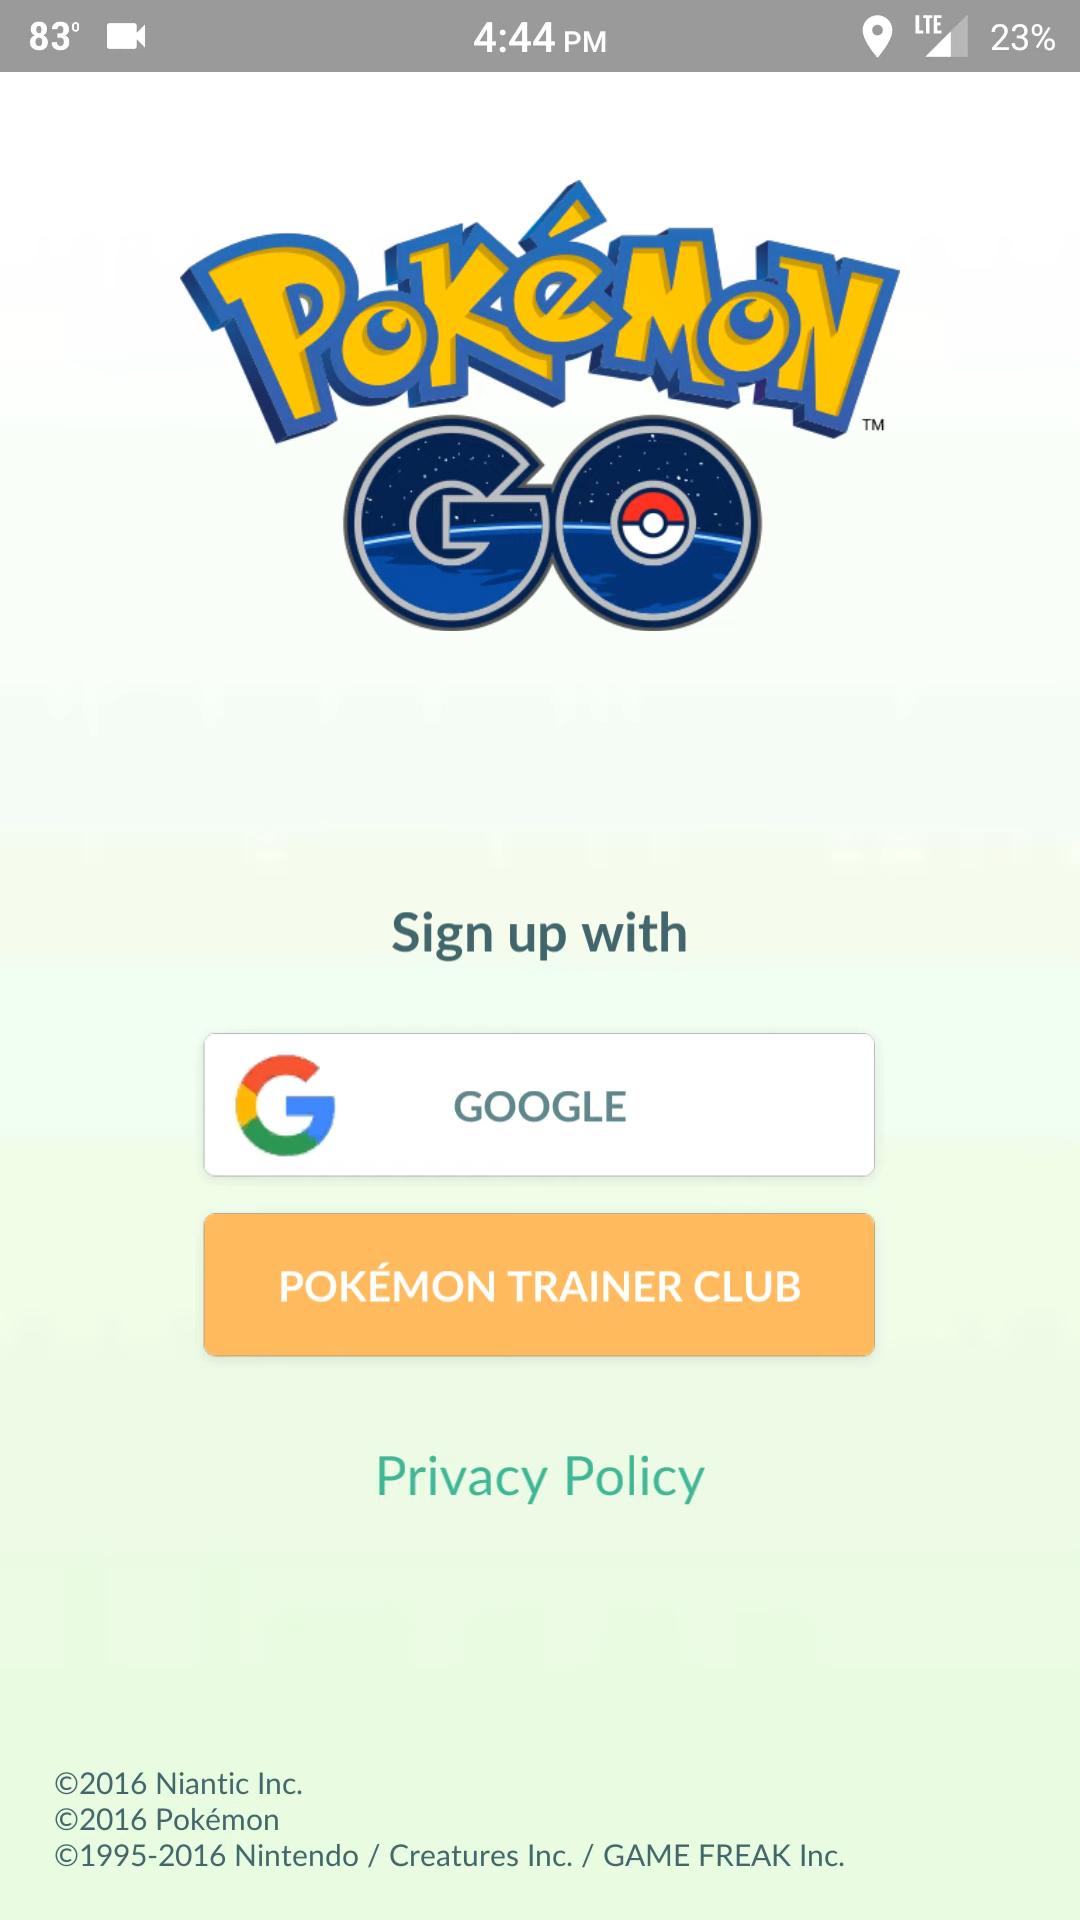 83° 4:44 PM LTE 23%
POKÉMON
TM
GO
Sign up with
GOOGLE
POKÉMON TRAINER CLUB
Privacy Policy
©2016 Niantic Inc.
©2016 Pokémon
©1995-2016 Nintendo / Creatures Inc. / GAME FREAK Inc.